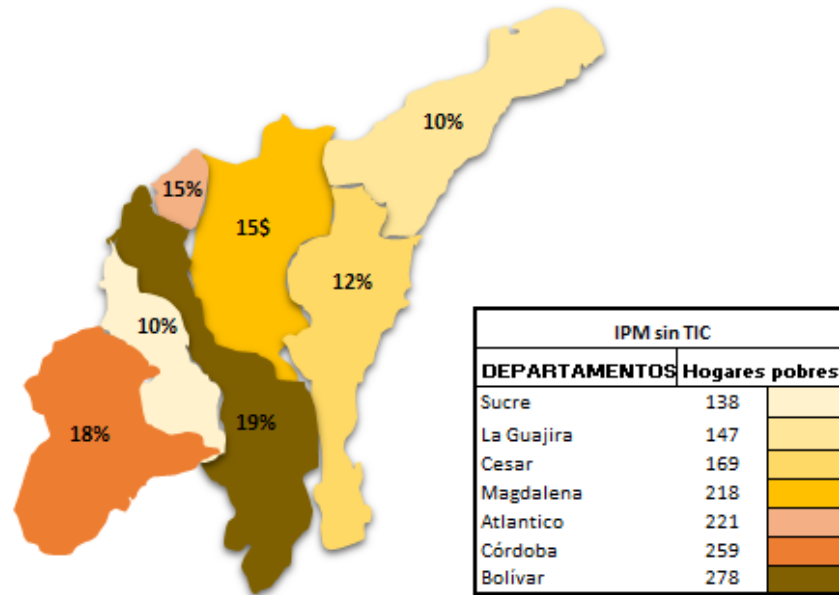 10%
15%
15$
12%
10%
19%
18%
IPM sin TIC
DEPARTAMENTOS Hogares pobres
Sucre 138
La Guajira 147
Cesar 169
Magdalena 218
Atlantico 221
Córdoba 259
Bolívar 278